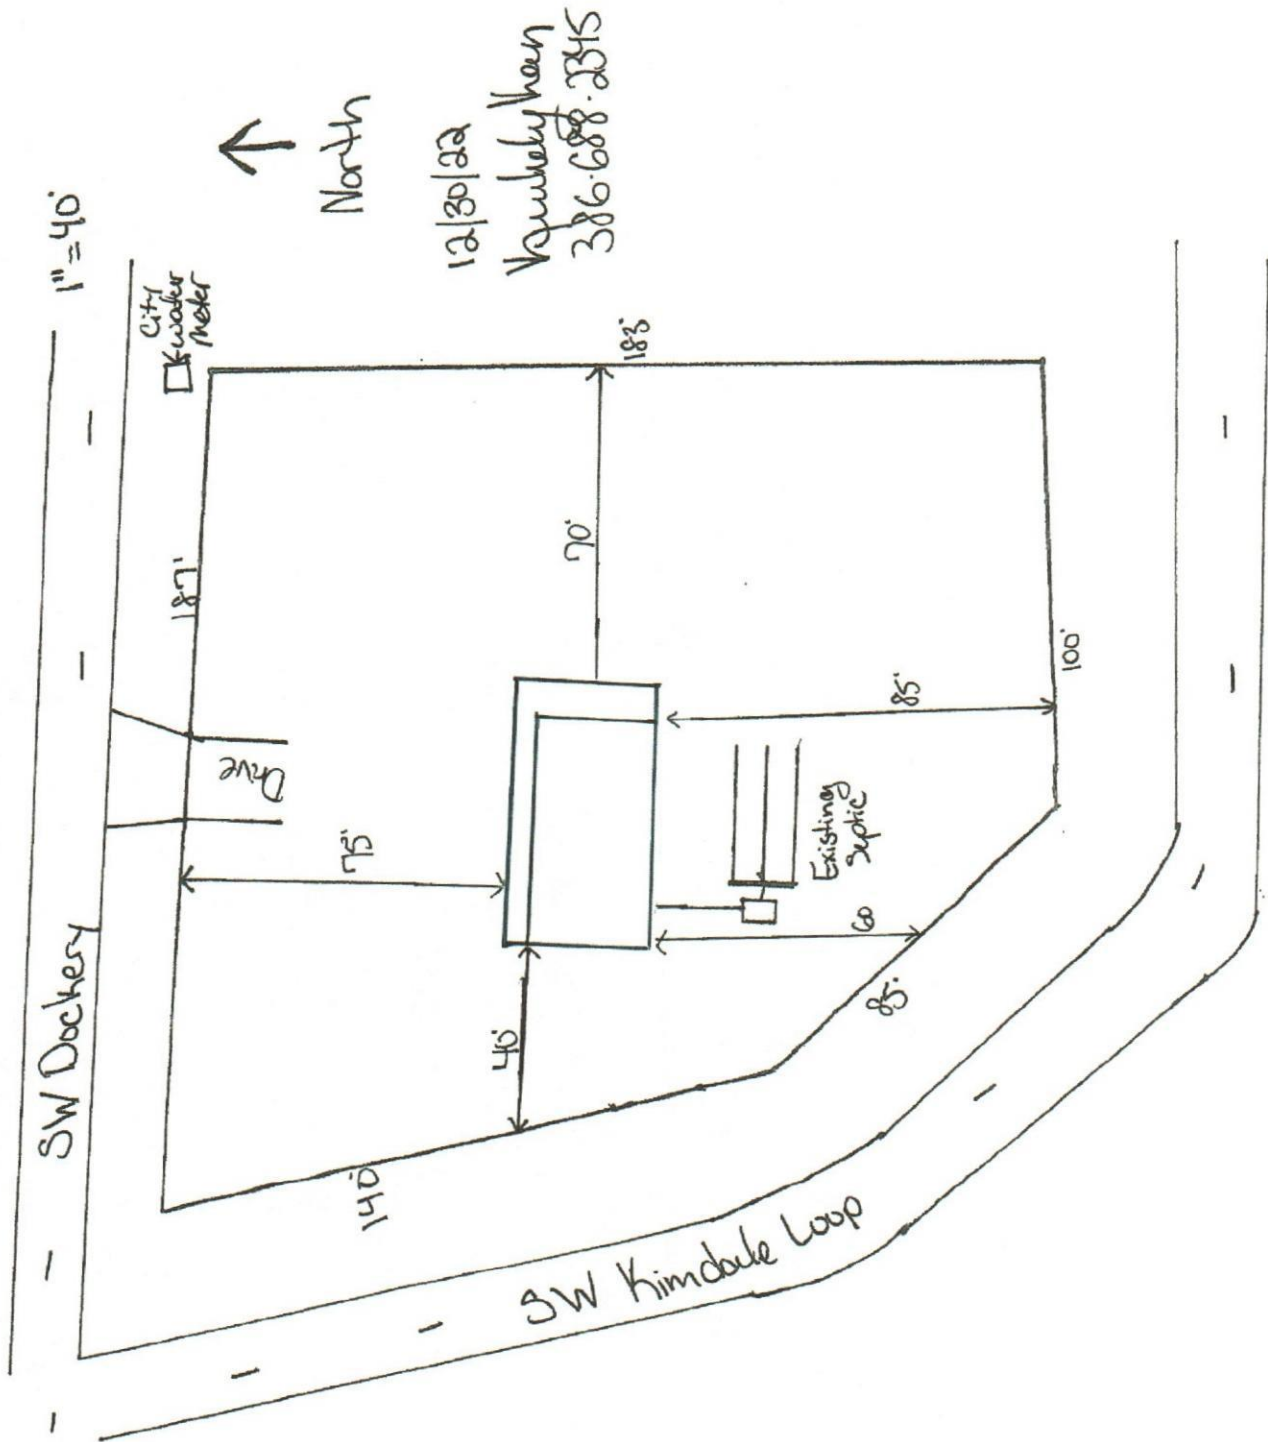 SW Dockery
1"=40'
City
water
meter
North
187'
Drive
12/30/22
386.688.2345
75'
183'
70'
40'
85'
Existing
Septic
60
140'
85'
100'
SW Kimdale Loop